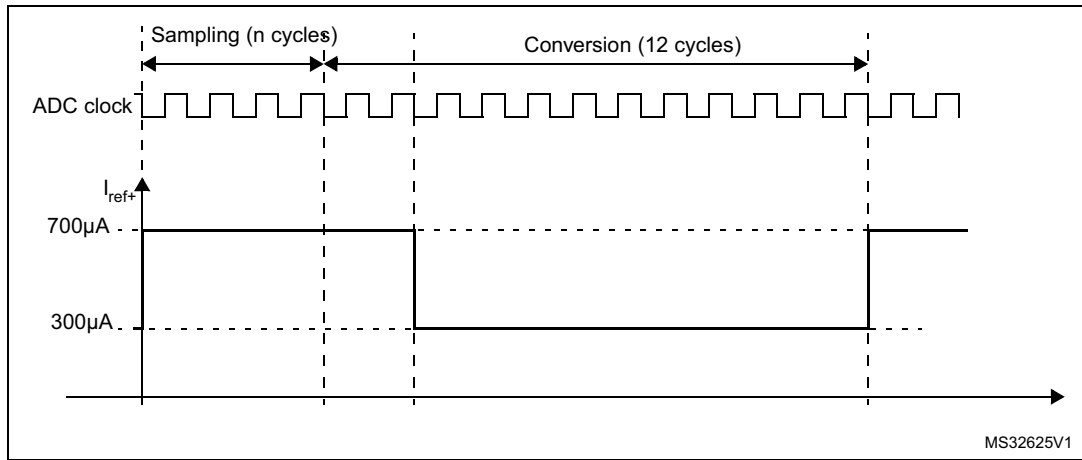 Sampling (n cycles)
Conversion (12 cycles)
ADC clock
Iref+
700µA
300µA
MS32625V1